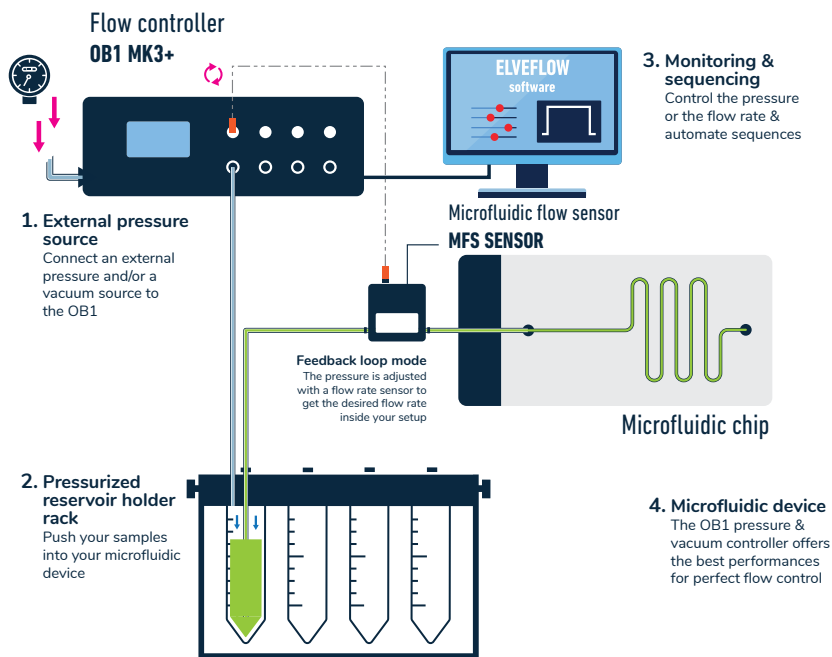 Flow controller
OB1 MK3+
ELVEFLOW
software
3. Monitoring &
sequencing
Control the pressure
or the flow rate &
automate sequences
1. External pressure
source
Connect an external
pressure and/or a
vacuum source to
the OB1
Microfluidic flow sensor
MFS SENSOR
Feedback loop mode
The pressure is adjusted
with a flow rate sensor to
get the desired flow rate
inside your setup
Microfluidic chip
2. Pressurized
reservoir holder
rack
Push your samples
into your microfluidic
device
4. Microfluidic device
The OB1 pressure &
vacuum controller offers
the best performances
for perfect flow control